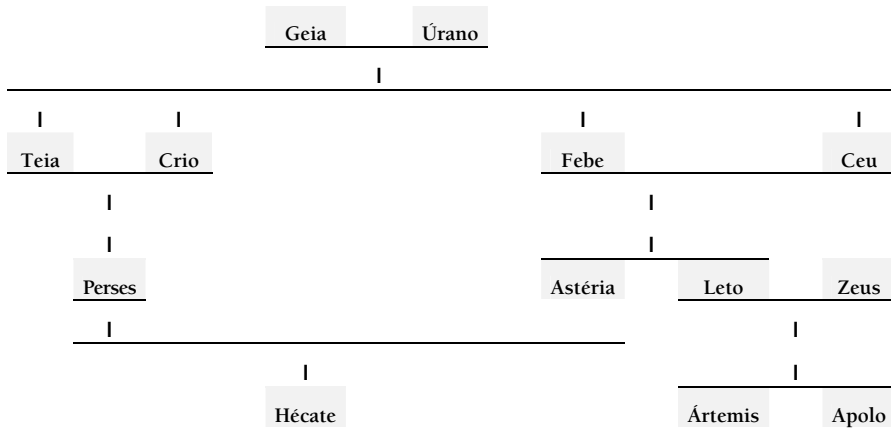 Geia Úrano
Teia Crio Febe Ceu
Perses Astéria Leto Zeus
Hécate Ártemis Apolo